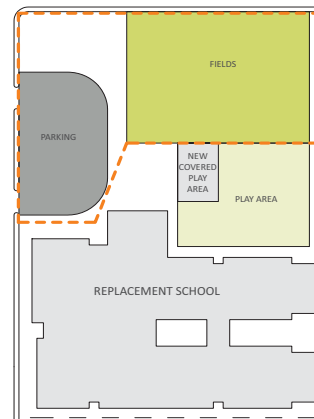 FIELDS
PARKING
NEW
COVERED
PLAY
AREA
PLAY AREA
REPLACEMENT SCHOOL